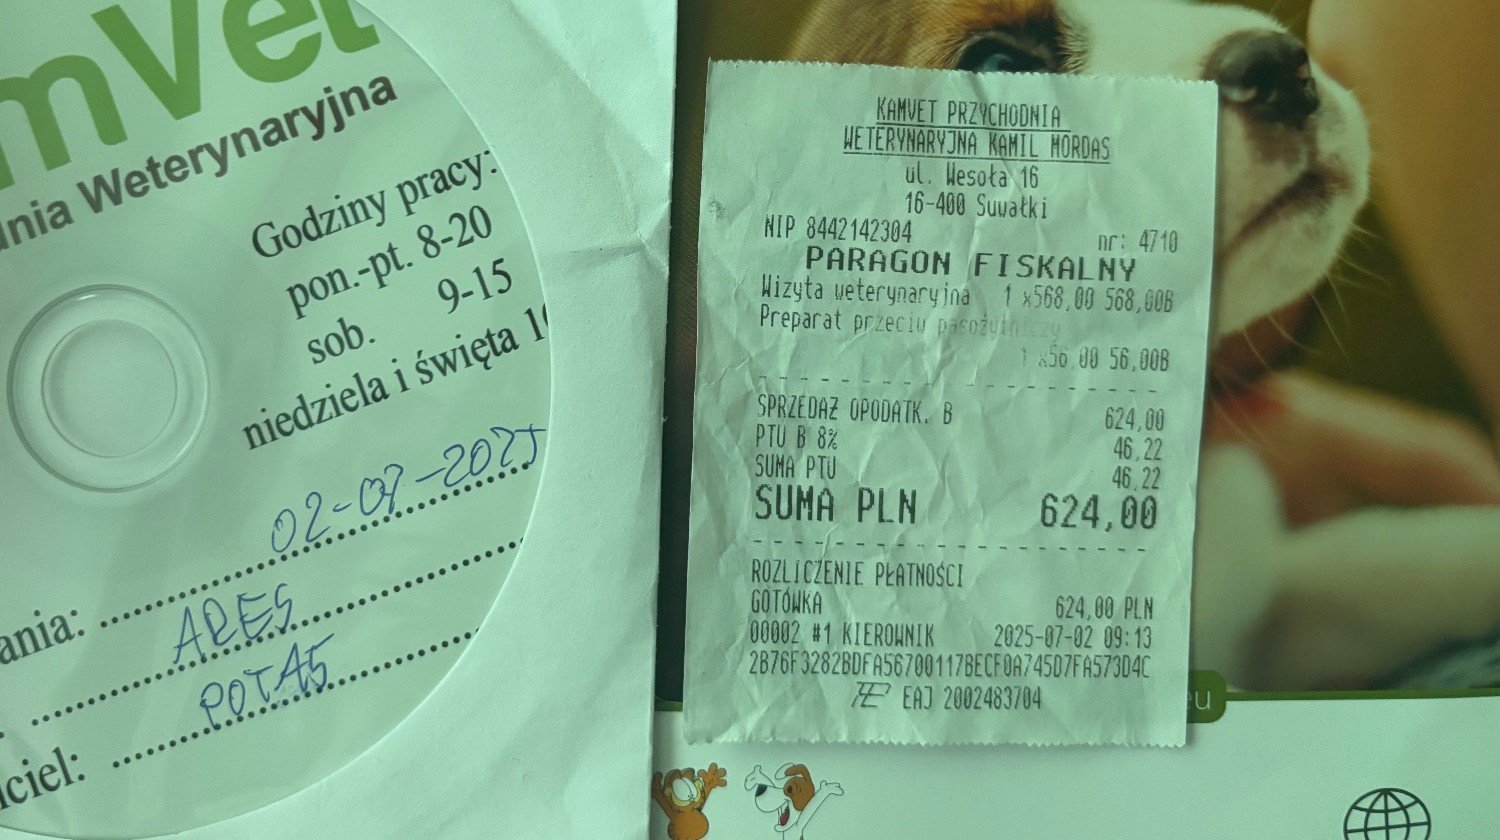 mVet
dnia Weterynaryjna
Godziny pracy:
pon.-pt. 8-20
sob. 9-15
niedziela i święta
02-07-2025
ania:
ARES
POTAŚ
ciel:
KAMVET PRZYCHODNIA
WETERYNARYJNA KAMIL MORDAS
ul. Wesoła 16
16-400 Suwałki
NIP 8442142304 nr: 4710
PARAGON FISKALNY
Wizyta weterynaryjna 1 x568,00 568,00B
Preparat przeciw pasożytniczy
1 x56,00 56,00B
SPRZEDAŻ OPODATK. B 624,00
PTU B 8% 46,22
SUMA PTU 46,22
SUMA PLN 624,00
ROZLICZENIE PŁATNOŚCI
GOTÓWKA 624,00 PLN
00002 #1 KIEROWNIK 2025-07-02 09:13
2B76F3282BDFA56700117BECF0A745D7FA573D4C
EAJ 2002483704
eu